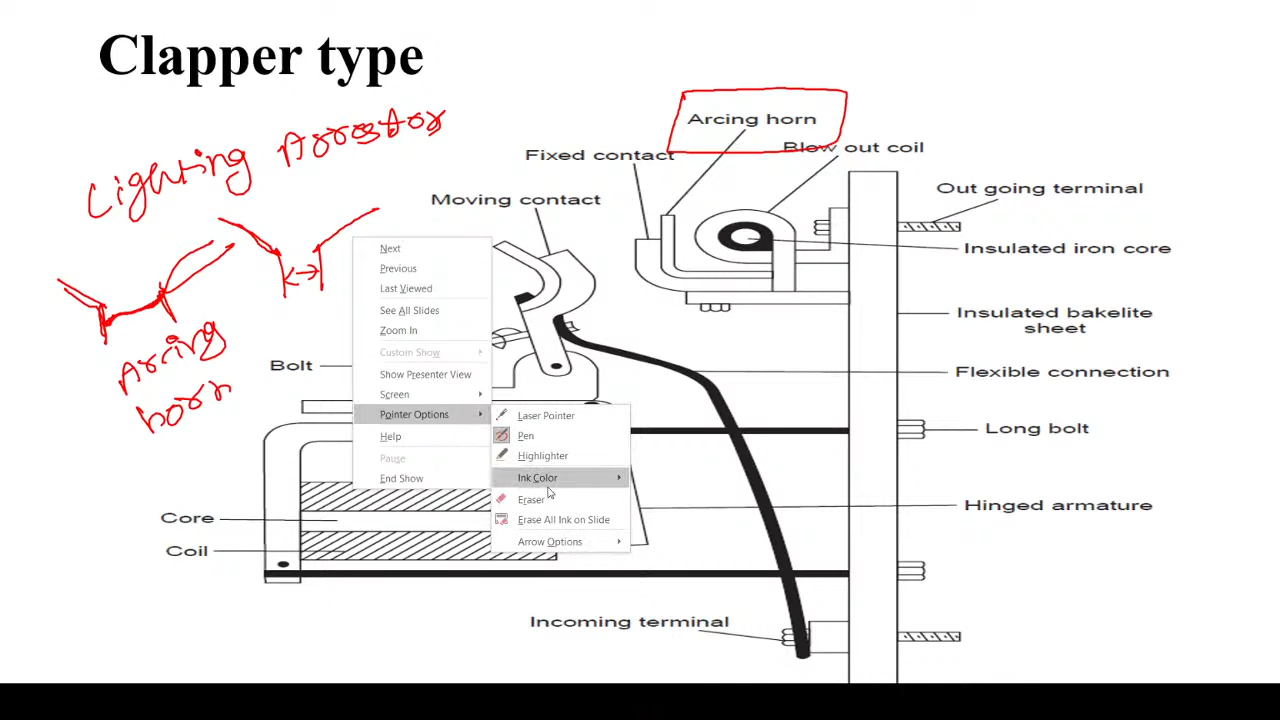 Clapper type
Lighting Arrostor
Arcing horn
Fixed contact
Blow out coil
Moving contact
Out going terminal
Insulated iron core
Insulated bakelite
sheet
Flexible connection
Long bolt
Hinged armature
Arcing
horn
Bolt
Core
Coil
Incoming terminal
Next
Previous
Last Viewed
See All Slides
Zoom In
Custom Show
Show Presenter View
Screen
Pointer Options
Help
Pause
End Show
Laser Pointer
Pen
Highlighter
Ink Color
Eraser
Erase All Ink on Slide
Arrow Options